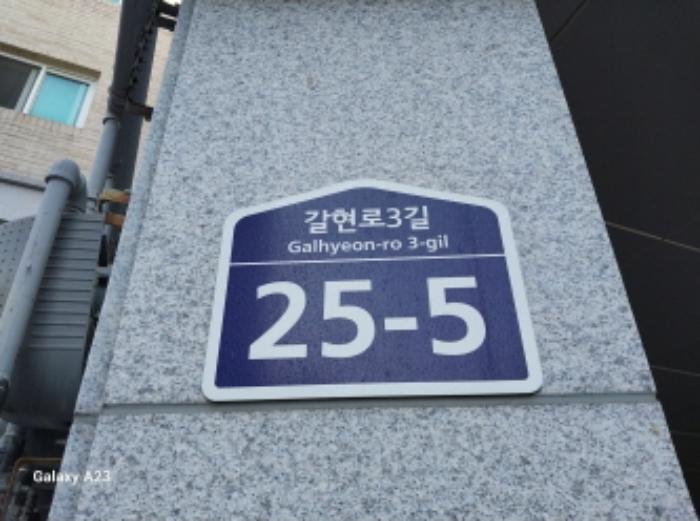 갈현로3길
Galhyeon-ro 3-gil
25-5
Galaxy A23